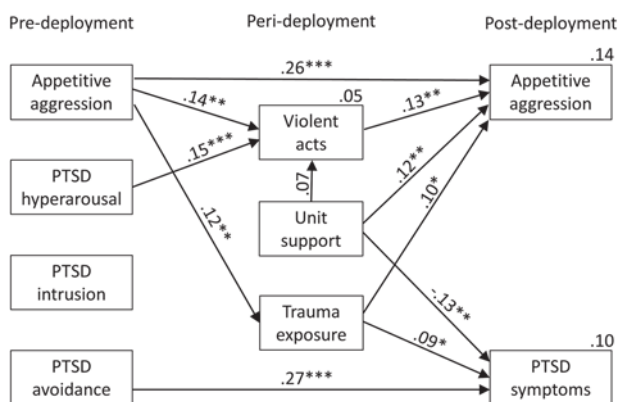 Pre-deployment
Peri-deployment
Post-deployment
Appetitive
aggression
.26***
.14
Appetitive
aggression
.14**
.05
.13**
Violent
acts
.15***
PTSD
hyperarousal
.07
.12**
.10*
.12**
Unit
support
PTSD
intrusion
-.13**
Trauma
exposure
.09*
.10
PTSD
avoidance
.27***
PTSD
symptoms